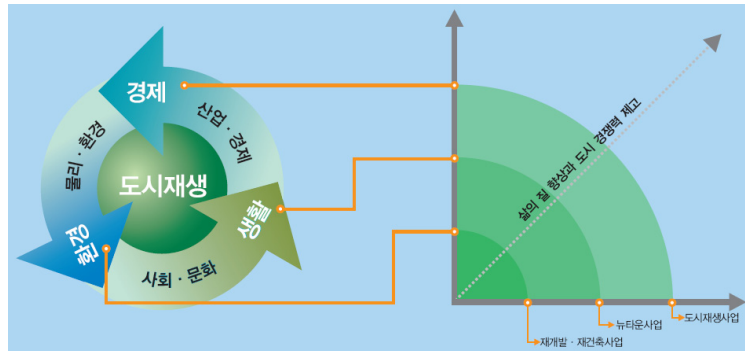 경제
산업 · 경제
물리 · 환경
도시재생
생활
환경
사회 · 문화
삶의 질 향상과 도시 경쟁력 제고
도시재생사업
뉴타운사업
재개발 · 재건축사업